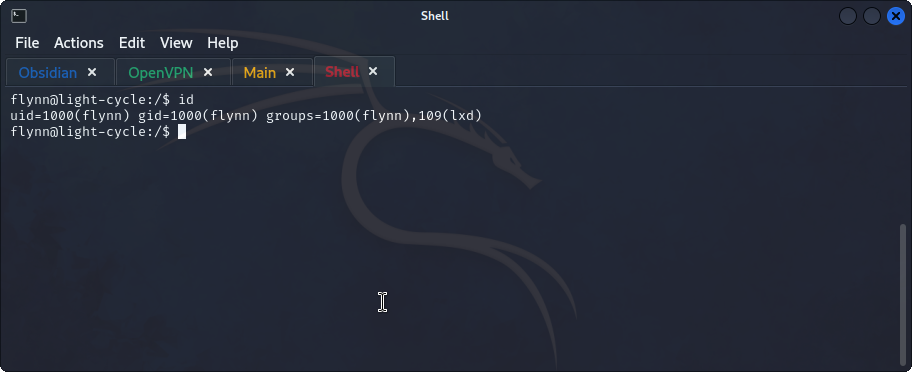 Shell
File Actions Edit View Help
Obsidian OpenVPN Main Shell
flynn@light-cycle:/$ id
uid=1000(flynn) gid=1000(flynn) groups=1000(flynn),109(lxd)
flynn@light-cycle:/$